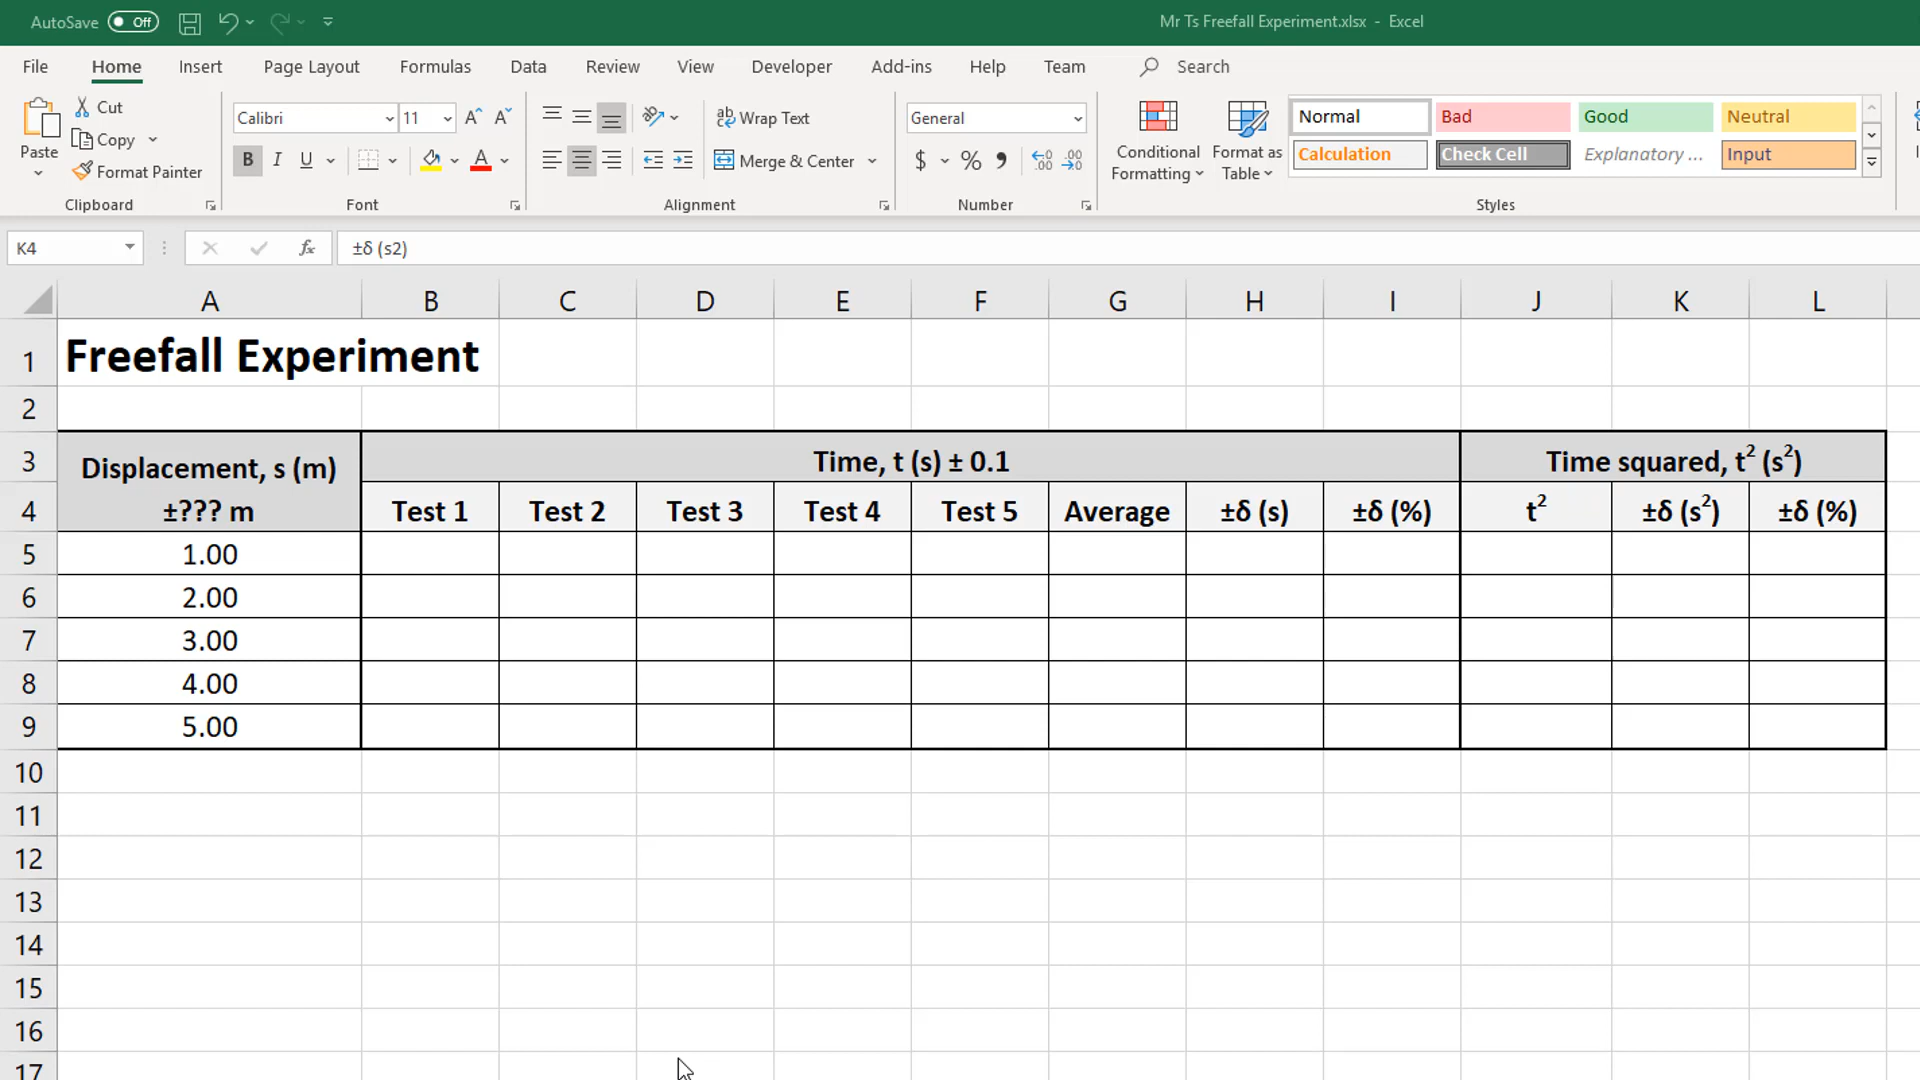 AutoSave Off
Mr Ts Freefall Experiment.xlsx - Excel
File Home Insert Page Layout Formulas Data Review View Developer Add-ins Help Team Search
Paste
Cut
Copy
Format Painter
Clipboard
Calibri 11
B I U
Font
Wrap Text
Merge & Center
Alignment
General
$ % 9
Number
Conditional
Formatting
Format as
Table
Normal Bad Good Neutral
Calculation Check Cell Explanatory ... Input
Styles
K4 fx ±δ (s2)
A B C D E F G H I J K L
1 Freefall Experiment
2
3 Displacement, s (m) Time, t (s) ± 0.1 Time squared, t² (s²)
4 ±??? m Test 1 Test 2 Test 3 Test 4 Test 5 Average ±δ (s) ±δ (%) t² ±δ (s²) ±δ (%)
5 1.00
6 2.00
7 3.00
8 4.00
9 5.00
10
11
12
13
14
15
16
17